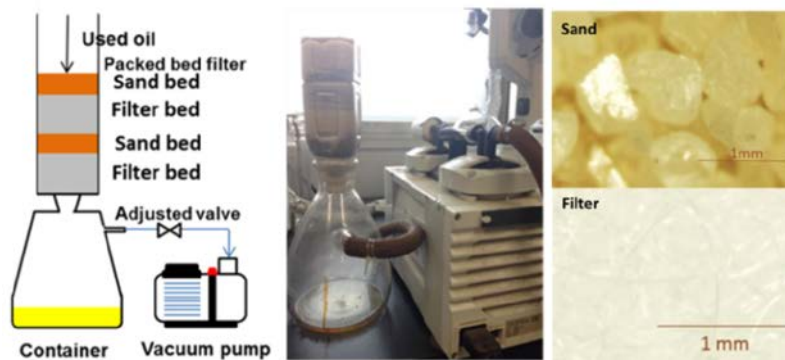 Used oil
Packed bed filter
Sand bed
Filter bed
Sand bed
Filter bed
Adjusted valve
Container
Vacuum pump
Sand
1mm
Filter
1 mm